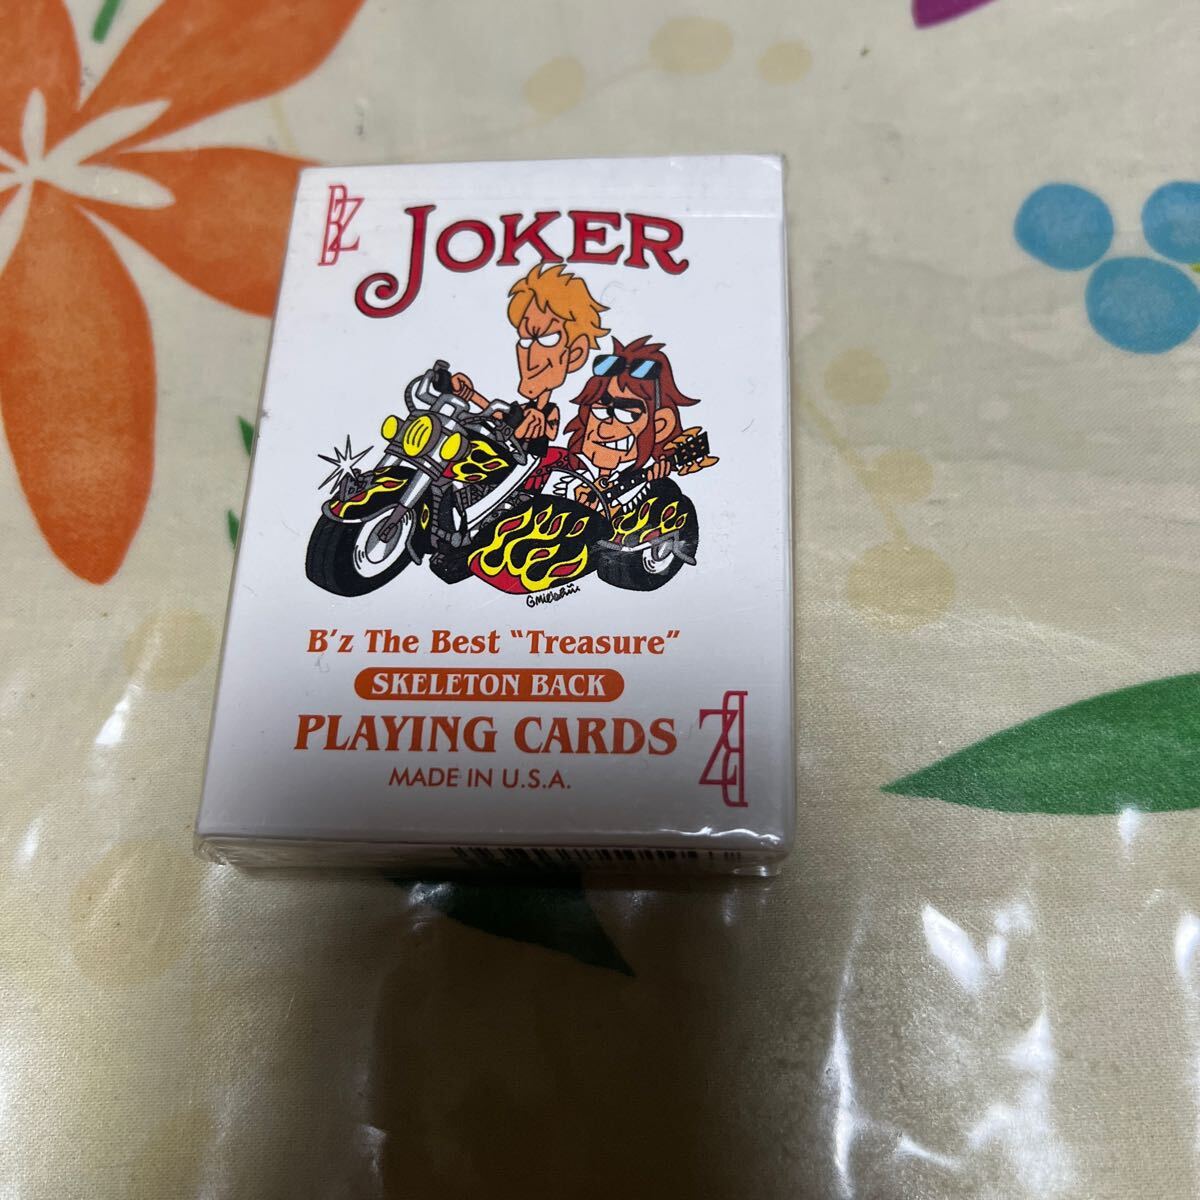 B'z
JOKER
B'z The Best "Treasure"
SKELETON BACK
PLAYING CARDS
MADE IN U.S.A.
B'z